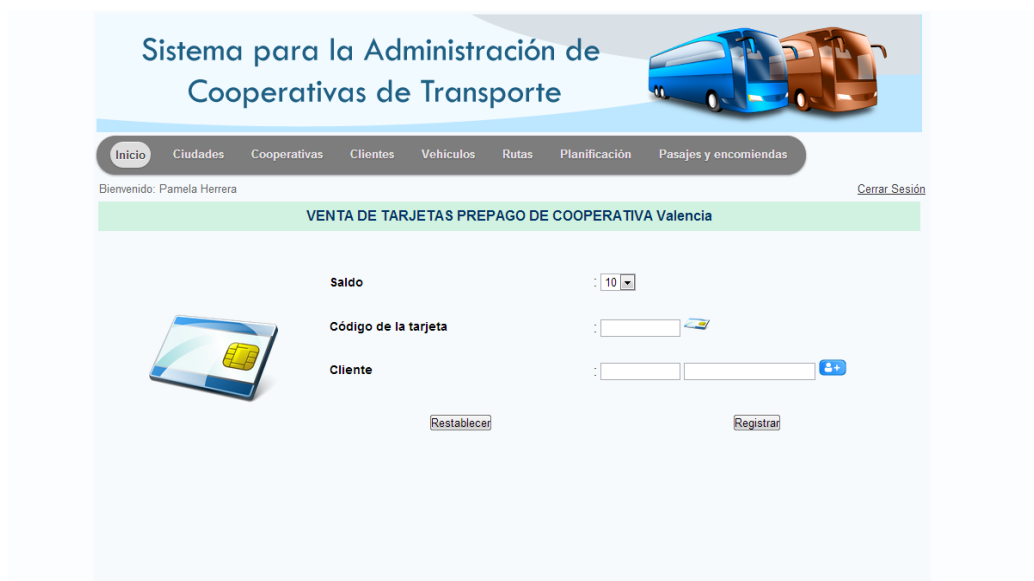 Sistema para la Administración de
Cooperativas de Transporte
Inicio Ciudades Cooperativas Clientes Vehículos Rutas Planificación Pasajes y encomiendas
Bienvenido: Pamela Herrera Cerrar Sesión
VENTA DE TARJETAS PREPAGO DE COOPERATIVA Valencia
Saldo : 10
Código de la tarjeta :
Cliente :
Restablecer Registrar